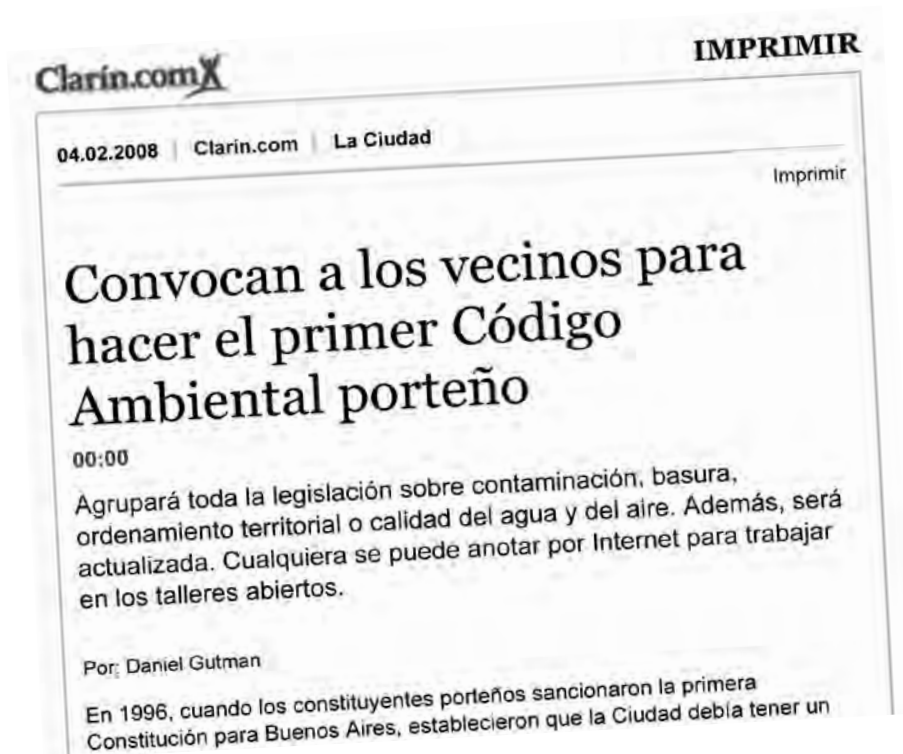 Clarín.com
IMPRIMIR
04.02.2008 | Clarin.com | La Ciudad
Imprimir
Convocan a los vecinos para
hacer el primer Código
Ambiental porteño
00:00
Agrupará toda la legislación sobre contaminación, basura,
ordenamiento territorial o calidad del agua y del aire. Además, será
actualizada. Cualquiera se puede anotar por Internet para trabajar
en los talleres abiertos.
Por: Daniel Gutman
En 1996, cuando los constituyentes porteños sancionaron la primera
Constitución para Buenos Aires, establecieron que la Ciudad debía tener un